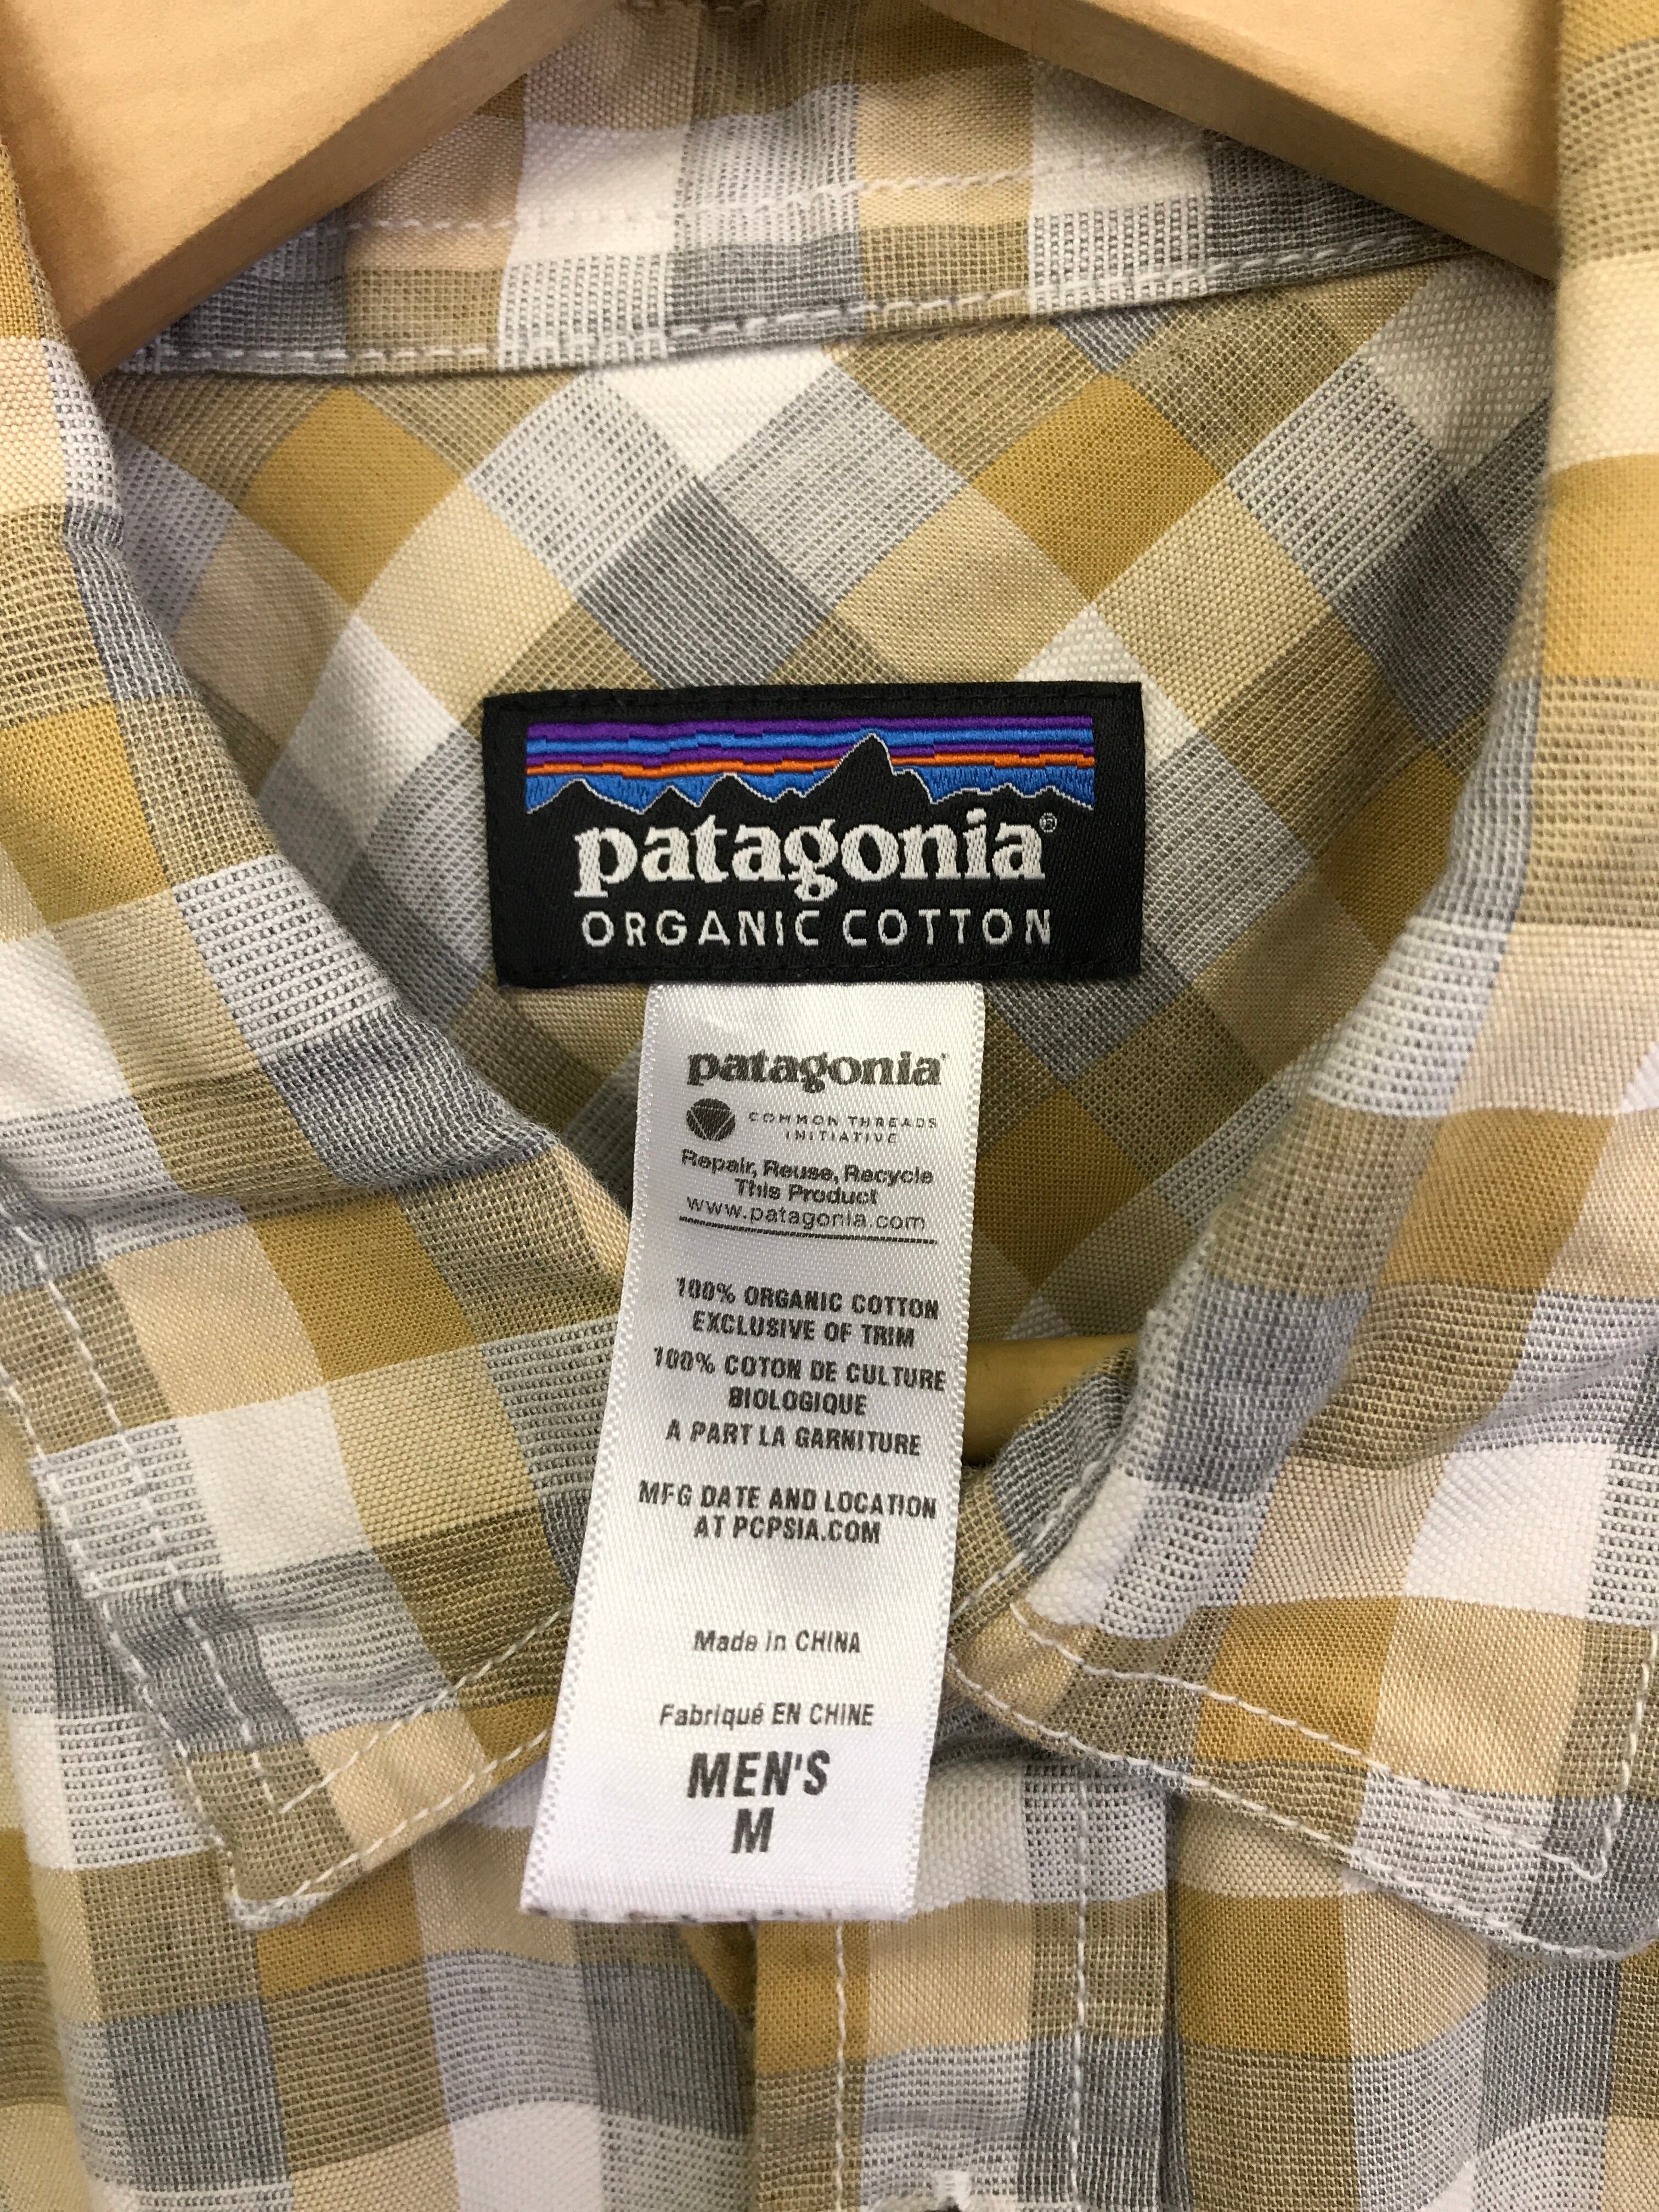 patagonia®
ORGANIC COTTON
patagonia®
COMMON THREADS
INITIATIVE
Repair, Reuse, Recycle
This Product
www.patagonia.com
100% ORGANIC COTTON
EXCLUSIVE OF TRIM
100% COTON DE CULTURE
BIOLOGIQUE
A PART LA GARNITURE
MFG DATE AND LOCATION
AT PCPSIA.COM
Made in CHINA
Fabriqué EN CHINE
MEN'S
M